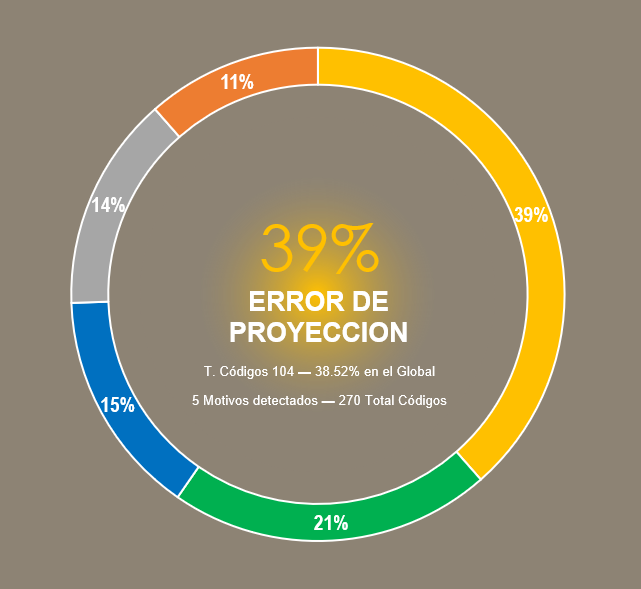 11%
39%
14%
39%
ERROR DE
PROYECCION
T. Códigos 104 — 38.52% en el Global
5 Motivos detectados — 270 Total Códigos
15%
21%